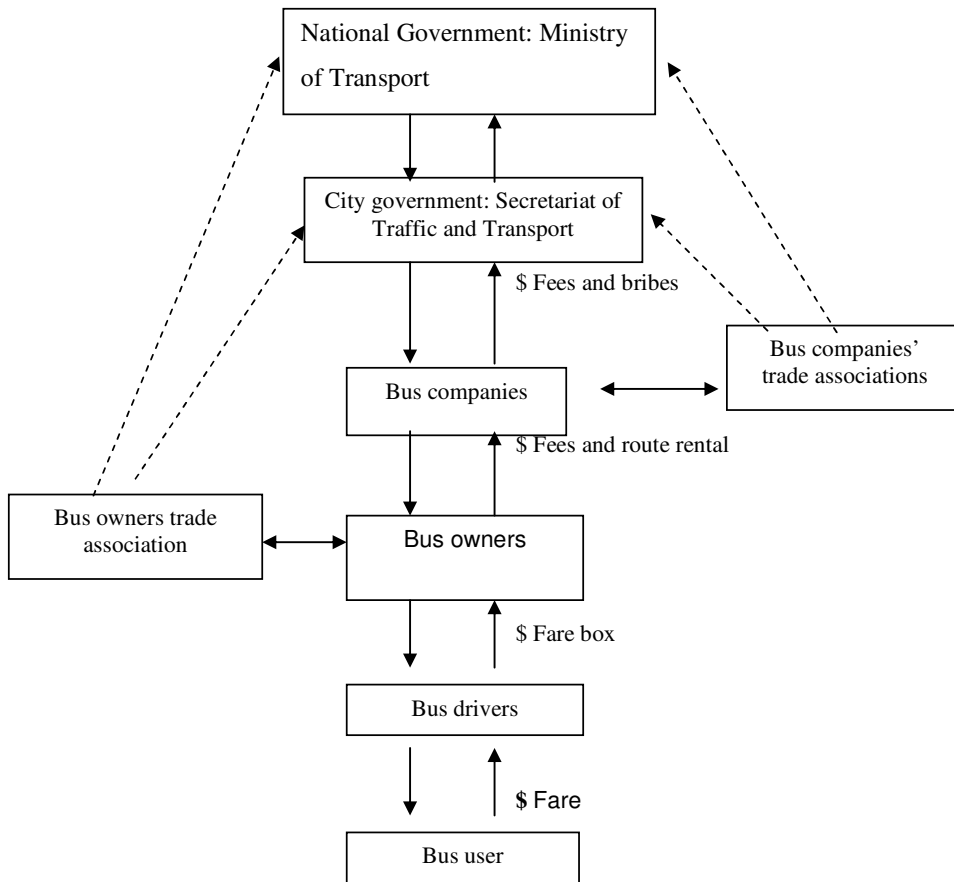 National Government: Ministry
of Transport
City government: Secretariat of
Traffic and Transport
$ Fees and bribes
Bus companies’
trade associations
Bus companies
$ Fees and route rental
Bus owners trade
association
Bus owners
$ Fare box
Bus drivers
$ Fare
Bus user